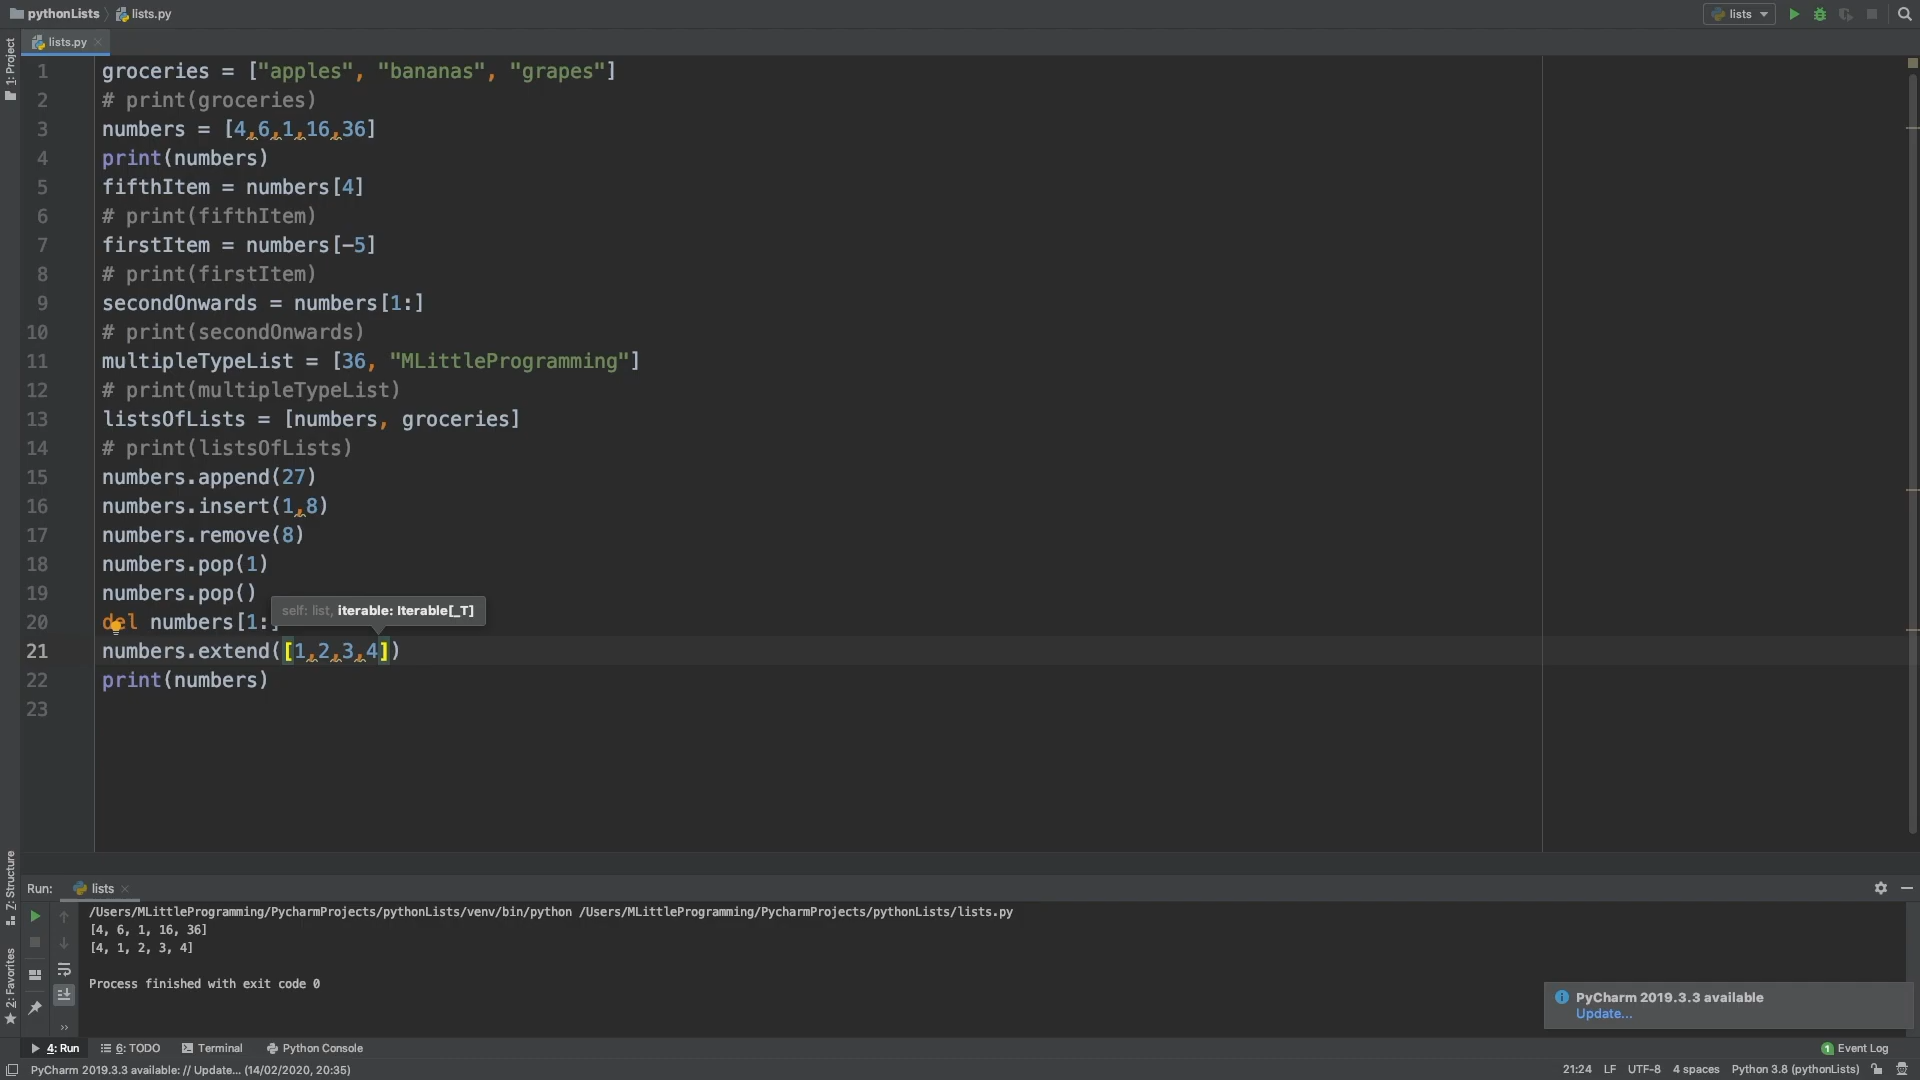 pythonLists lists.py lists
lists.py
1: Project
1 groceries = ["apples", "bananas", "grapes"]
2 # print(groceries)
3 numbers = [4,6,1,16,36]
4 print(numbers)
5 fifthItem = numbers[4]
6 # print(fifthItem)
7 firstItem = numbers[-5]
8 # print(firstItem)
9 secondOnwards = numbers[1:]
10 # print(secondOnwards)
11 multipleTypeList = [36, "MLittleProgramming"]
12 # print(multipleTypeList)
13 listsOfLists = [numbers, groceries]
14 # print(listsOfLists)
15 numbers.append(27)
16 numbers.insert(1,8)
17 numbers.remove(8)
18 numbers.pop(1)
19 numbers.pop()
self: list, iterable: Iterable[_T]
20 del numbers[1:]
21 numbers.extend([1,2,3,4])
22 print(numbers)
23
Z: Structure
2: Favorites
Run: lists
/Users/MLittleProgramming/PycharmProjects/pythonLists/venv/bin/python /Users/MLittleProgramming/PycharmProjects/pythonLists/lists.py
[4, 6, 1, 16, 36]
[4, 1, 2, 3, 4]
Process finished with exit code 0
PyCharm 2019.3.3 available
Update...
4: Run 6: TODO Terminal Python Console 1 Event Log
PyCharm 2019.3.3 available: // Update... (14/02/2020, 20:35) 21:24 LF UTF-8 4 spaces Python 3.8 (pythonLists)